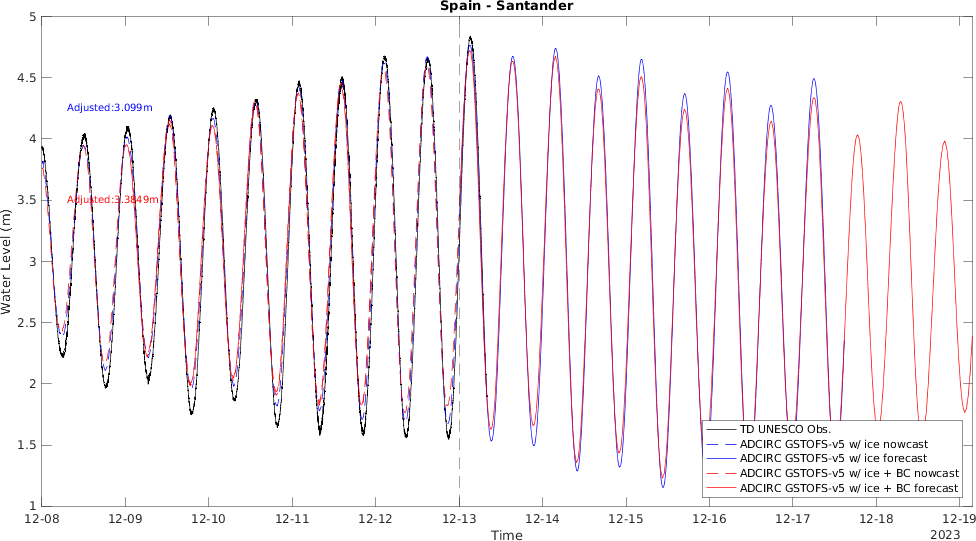 Spain - Santander
5
4.5
4
3.5
3
2.5
2
1.5
1
Water Level (m)
Adjusted:3.099m
Adjusted:3.3849m
TD UNESCO Obs.
ADCIRC GSTOFS-v5 w/ ice nowcast
ADCIRC GSTOFS-v5 w/ ice forecast
ADCIRC GSTOFS-v5 w/ ice + BC nowcast
ADCIRC GSTOFS-v5 w/ ice + BC forecast
12-08 12-09 12-10 12-11 12-12 12-13 12-14 12-15 12-16 12-17 12-18 12-19
Time
2023